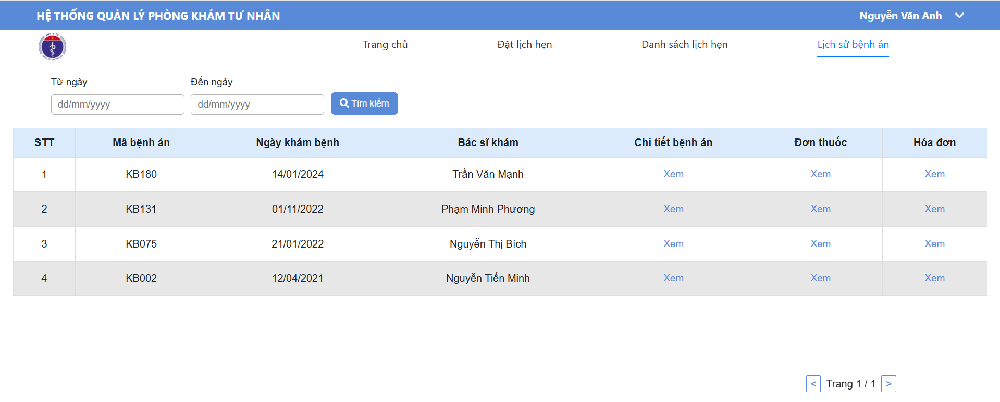 HỆ THỐNG QUẢN LÝ PHÒNG KHÁM TƯ NHÂN
Nguyễn Văn Anh
BỘ Y TẾ
MINISTRY OF HEALTH
Trang chủ
Đặt lịch hẹn
Danh sách lịch hẹn
Lịch sử bệnh án
Từ ngày
Đến ngày
dd/mm/yyyy
dd/mm/yyyy
Tìm kiếm
STT Mã bệnh án Ngày khám bệnh Bác sĩ khám Chi tiết bệnh án Đơn thuốc Hóa đơn
1 KB180 14/01/2024 Trần Văn Mạnh Xem Xem Xem
2 KB131 01/11/2022 Phạm Minh Phương Xem Xem Xem
3 KB075 21/01/2022 Nguyễn Thị Bích Xem Xem Xem
4 KB002 12/04/2021 Nguyễn Tiến Minh Xem Xem Xem
< Trang 1 / 1 >